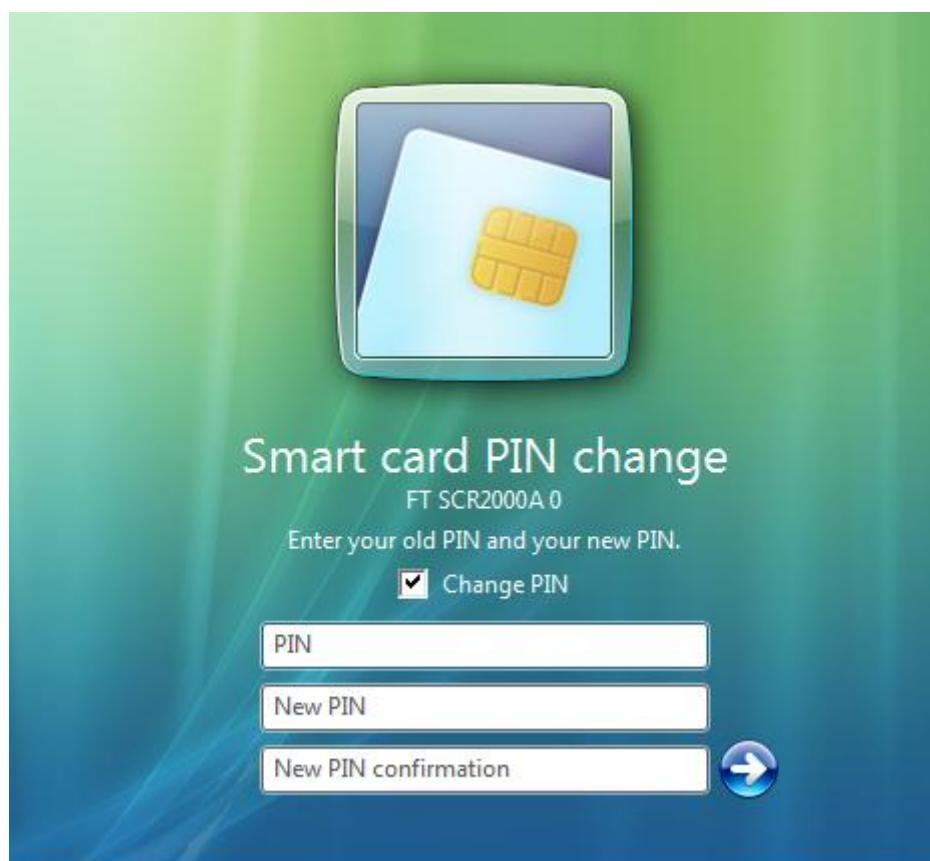 Smart card PIN change
FT SCR2000A 0
Enter your old PIN and your new PIN.
Change PIN
PIN
New PIN
New PIN confirmation